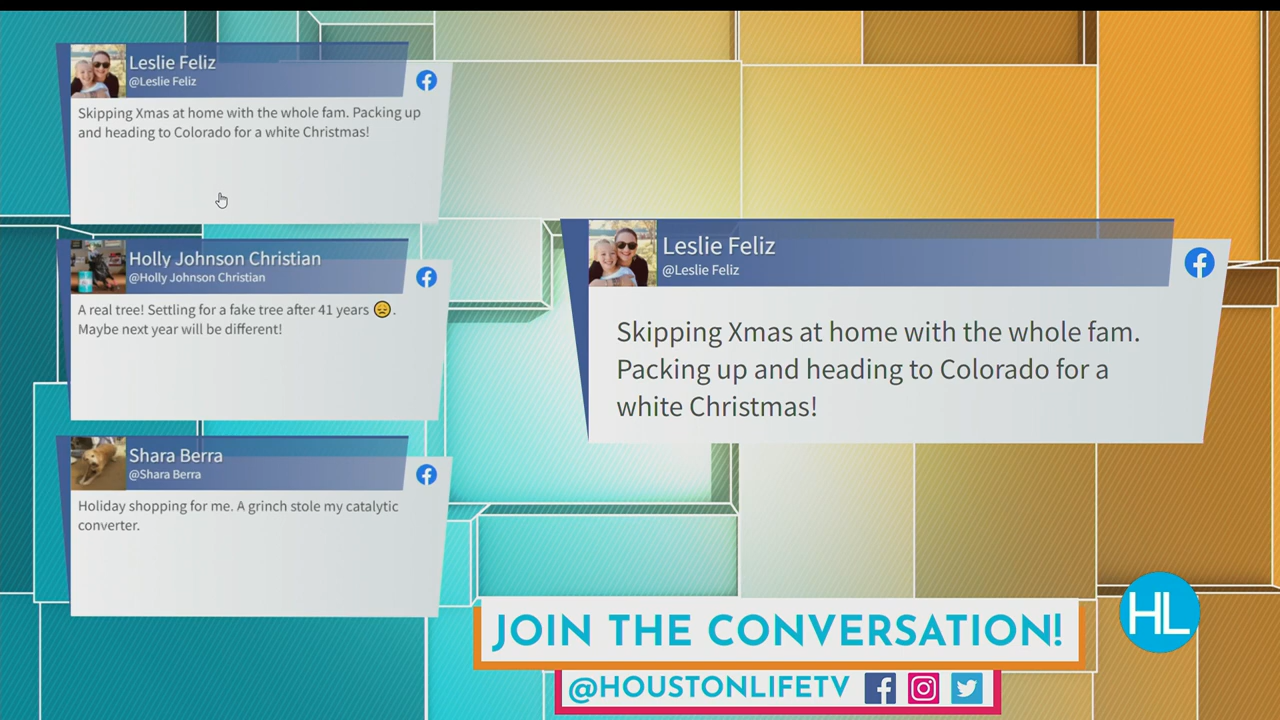 Leslie Feliz
@Leslie Feliz
Skipping Xmas at home with the whole fam. Packing up
and heading to Colorado for a white Christmas!
Holly Johnson Christian
@Holly Johnson Christian
A real tree! Settling for a fake tree after 41 years 😞.
Maybe next year will be different!
Shara Berra
@Shara Berra
Holiday shopping for me. A grinch stole my catalytic
converter.
Leslie Feliz
@Leslie Feliz
Skipping Xmas at home with the whole fam.
Packing up and heading to Colorado for a
white Christmas!
JOIN THE CONVERSATION!
@HOUSTONLIFETV
HL